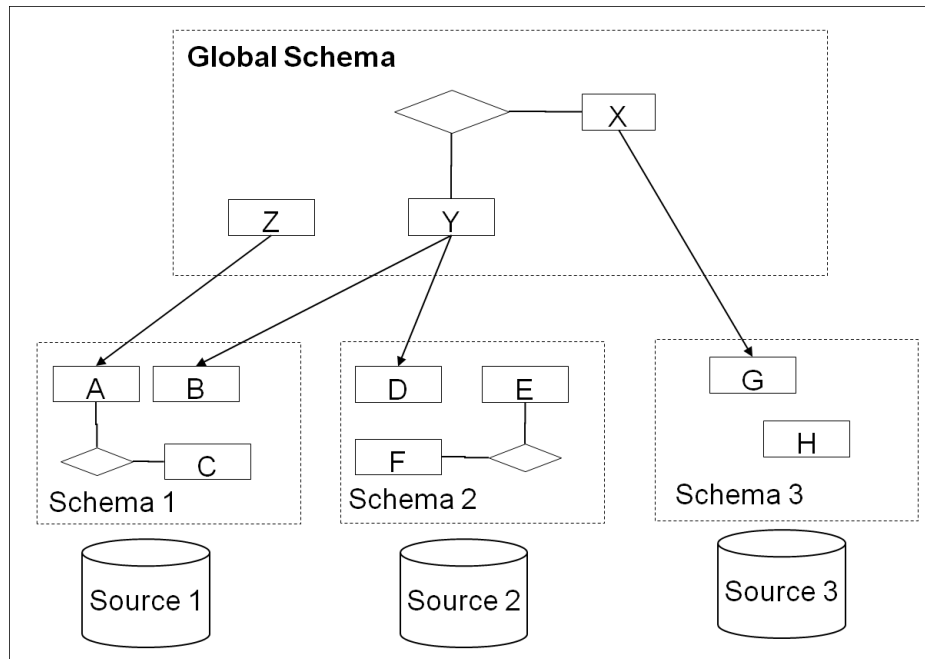 Global Schema
X
Z
Y
A
B
C
Schema 1
D
E
F
Schema 2
G
H
Schema 3
Source 1
Source 2
Source 3